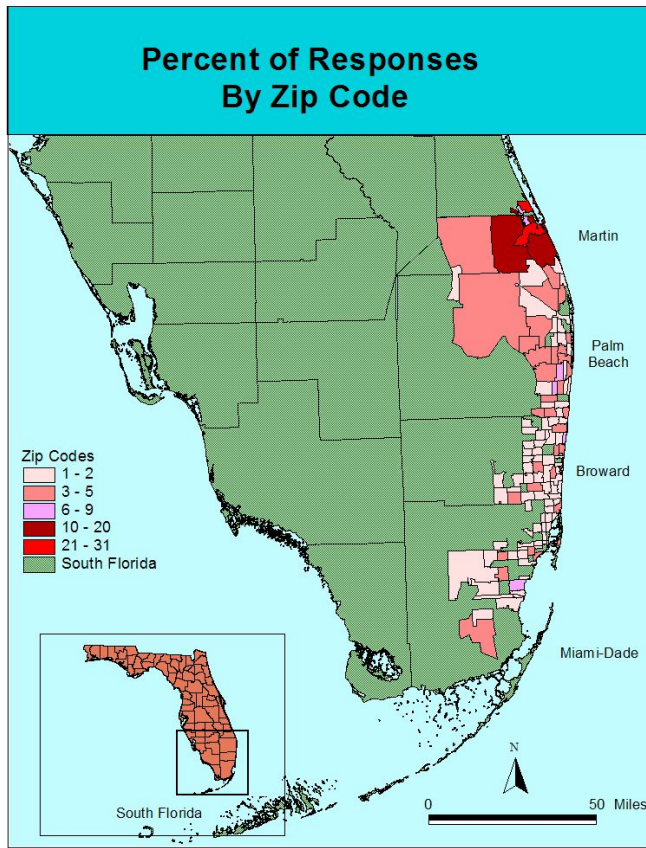 Percent of Responses
By Zip Code
Martin
Palm
Beach
Broward
Miami-Dade
Zip Codes
1 - 2
3 - 5
6 - 9
10 - 20
21 - 31
South Florida
South Florida
N
0 50 Miles